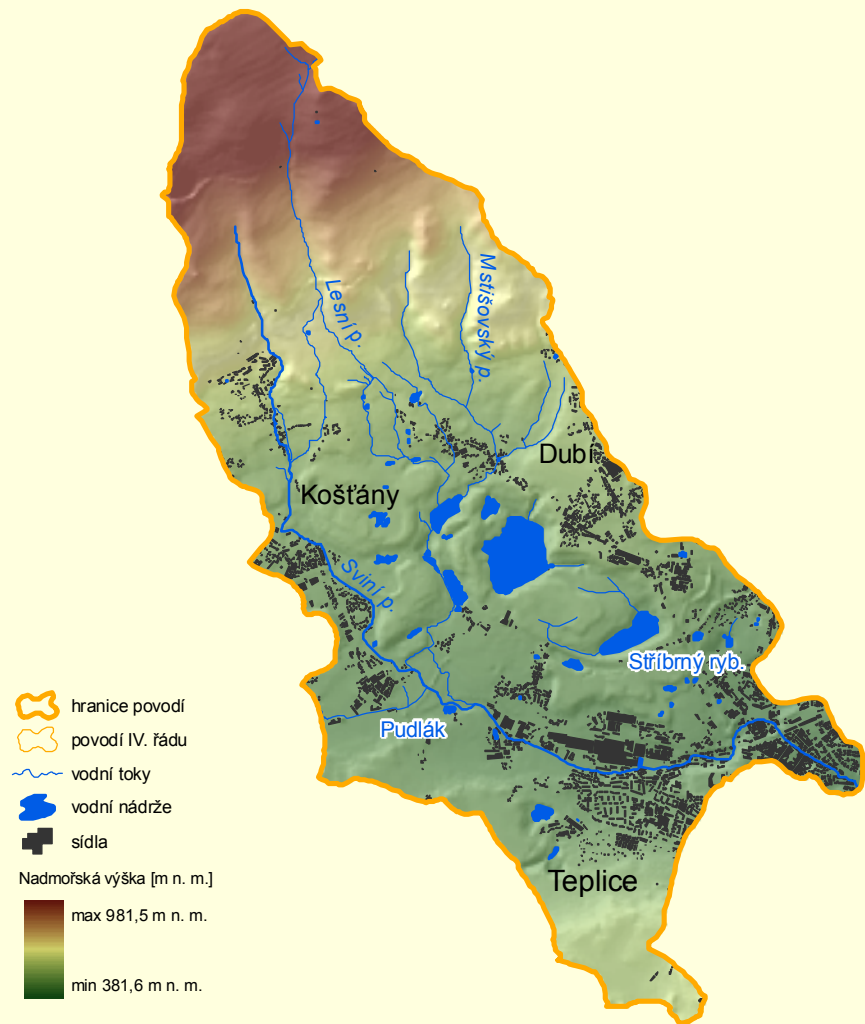 Lesní p.
Mstišovský p.
Dubí
Košťány
Sviní p.
Stříbrný ryb.
Pudlák
Teplice
hranice povodí
povodí IV. řádu
vodní toky
vodní nádrže
sídla
Nadmořská výška [m n. m.]
max 981,5 m n. m.
min 381,6 m n. m.